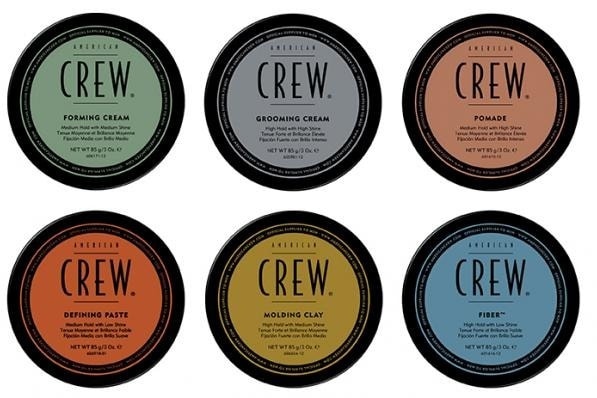 AMERICAN
CREW®
FORMING CREAM
Medium Hold with Medium Shine
Tenue Moyenne et Brillance Moyenne
Fijación Media con Brillo Medio
NET WT 85 g/3 Oz. ℮
AMERICAN
CREW®
GROOMING CREAM
High Hold with High Shine
Tenue Forte et Brillance Élevée
Fijación Fuerte con Brillo Intenso
NET WT 85 g/3 Oz. ℮
AMERICAN
CREW®
POMADE
Medium Hold with High Shine
Tenue Moyenne et Brillance Élevée
Fijación Media con Brillo Intenso
NET WT 85 g/3 Oz. ℮
AMERICAN
CREW®
DEFINING PASTE
Medium Hold with Low Shine
Tenue Moyenne et Brillance Faible
Fijación Media con Brillo Suave
NET WT 85 g/3 Oz. ℮
AMERICAN
CREW®
MOLDING CLAY
High Hold with Medium Shine
Tenue Forte et Brillance Moyenne
Fijación Fuerte con Brillo Medio
NET WT 85 g/3 Oz. ℮
AMERICAN
CREW®
FIBER™
High Hold with Low Shine
Tenue Forte et Brillance Faible
Fijación Fuerte con Brillo Suave
NET WT 85 g/3 Oz. ℮